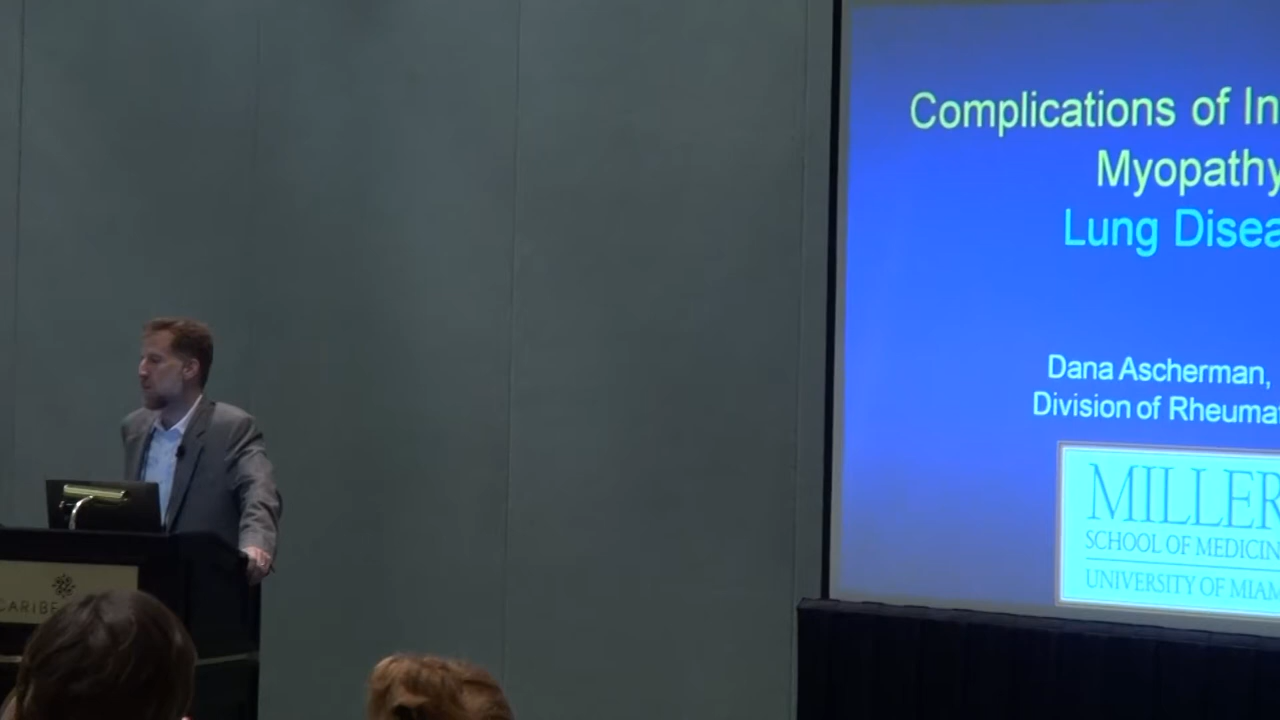 Complications of In
Myopathy
Lung Disea
Dana Ascherman,
Division of Rheuma
MILLER
SCHOOL OF MEDICIN
UNIVERSITY OF MIAM
CARIBE